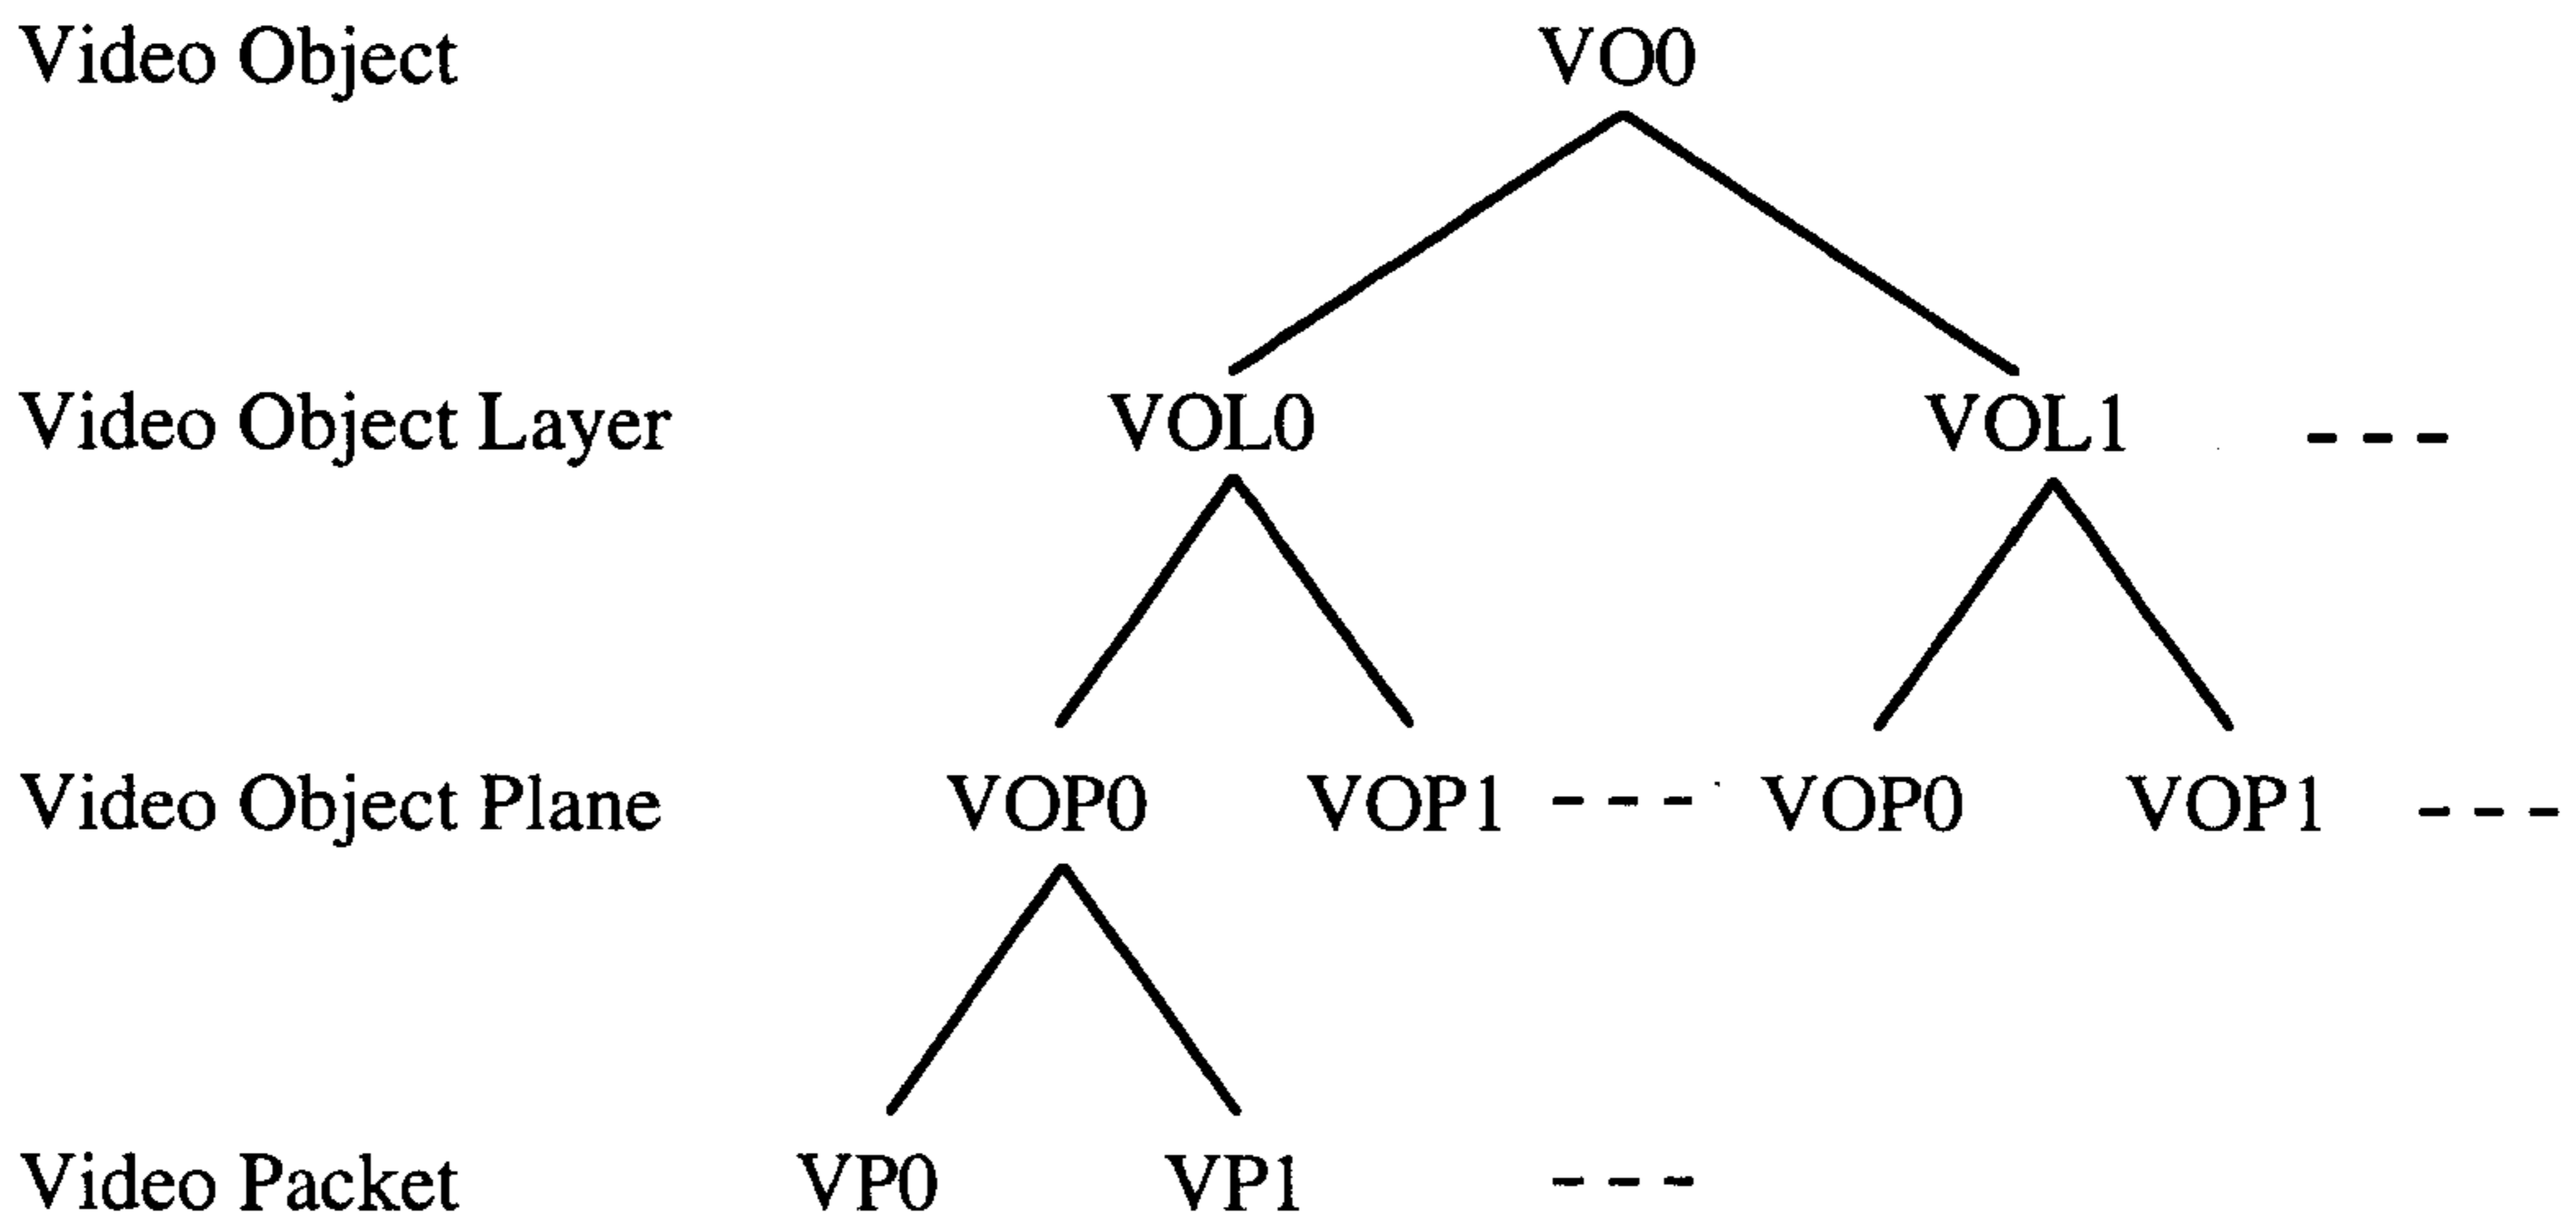 Video Object VO0
Video Object Layer VOL0 VOL1 ---
Video Object Plane VOP0 VOP1 --- VOP0 VOP1 ---
Video Packet VP0 VP1 ---